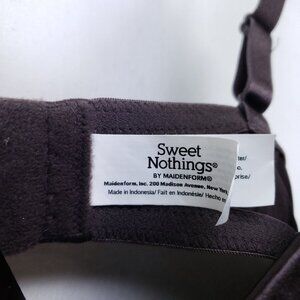 Sweet
Nothings®
BY MAIDENFORM®
Maidenform, Inc. 200 Madison Avenue, New York
Made in Indonesia/ Fait en Indonésie/ Hecho en